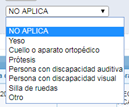 NO APLICA
NO APLICA
Yeso
Cuello o aparato ortopédico
Prótesis
Persona con discapacidad auditiva
Persona con discapacidad visual
Silla de ruedas
Otro